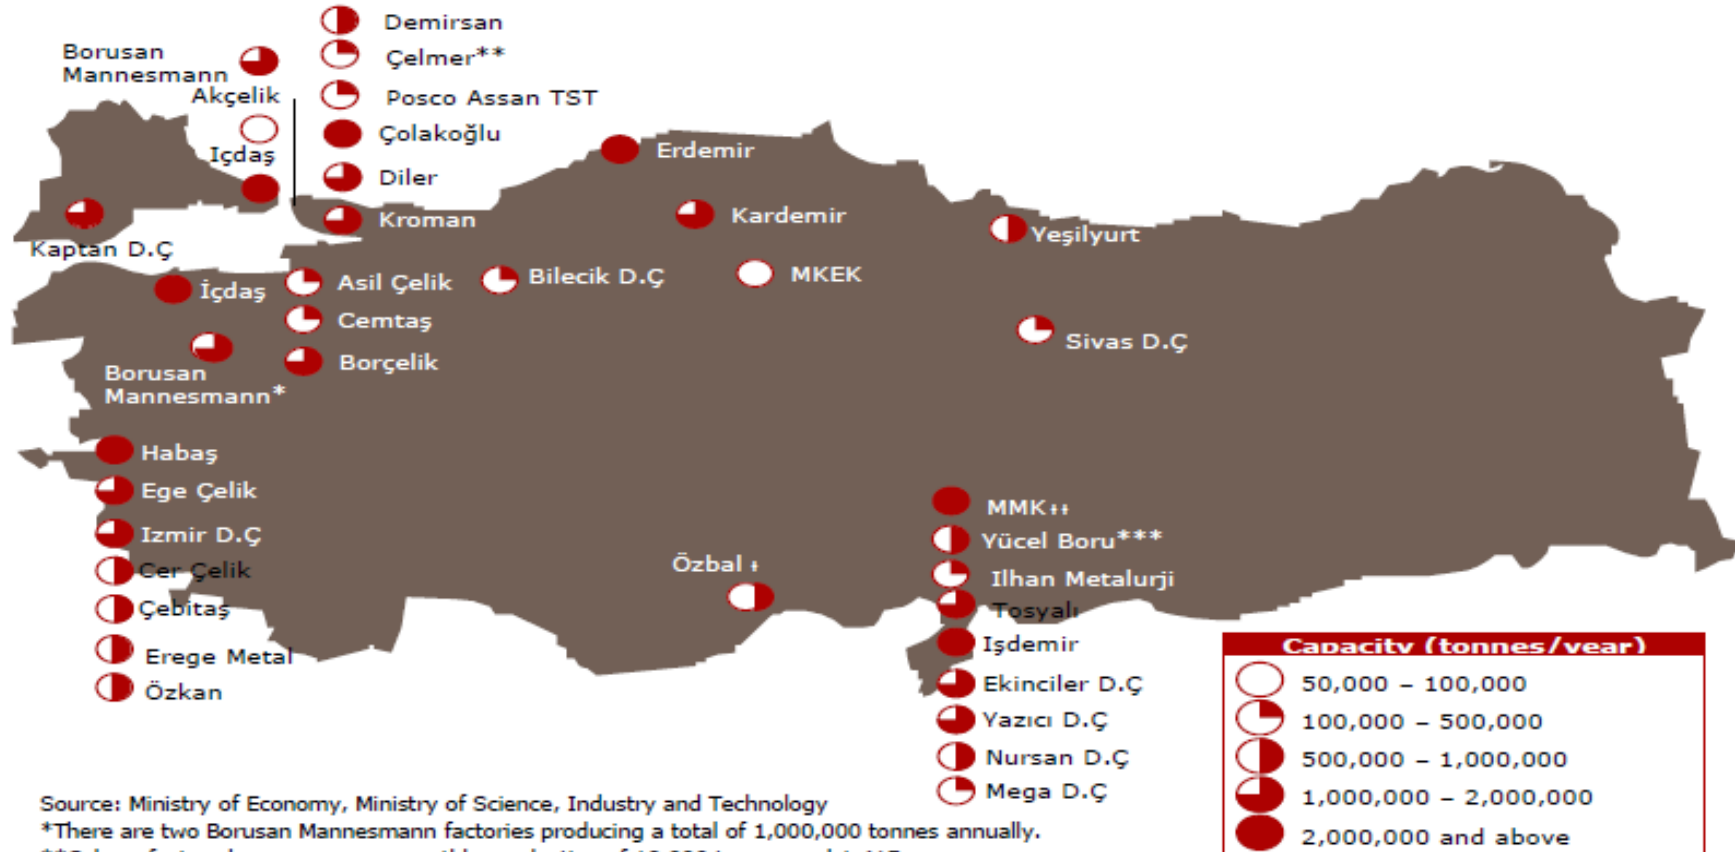 Demirsan
Çelmer**
Posco Assan TST
Çolakoğlu
Diler
Kroman
Borusan
Mannesmann
Akçelik
Içdaş
Kaptan D.Ç
Erdemir
Kardemir
Yeşilyurt
İçdaş
Asil Çelik
Bilecik D.Ç
MKEK
Cemtaş
Sivas D.Ç
Borçelik
Borusan
Mannesmann*
Habaş
Ege Çelik
Izmir D.Ç
Cer Çelik
Çebitaş
Erege Metal
Özkan
Özbal ƚ
MMKƚƚ
Yücel Boru***
Ilhan Metalurji
Tosyalı
Işdemir
Ekinciler D.Ç
Yazıcı D.Ç
Nursan D.Ç
Mega D.Ç
Capacity (tonnes/year)
50,000 – 100,000
100,000 – 500,000
500,000 – 1,000,000
1,000,000 – 2,000,000
2,000,000 and above
Source: Ministry of Economy, Ministry of Science, Industry and Technology
*There are two Borusan Mannesmann factories producing a total of 1,000,000 tonnes annually.